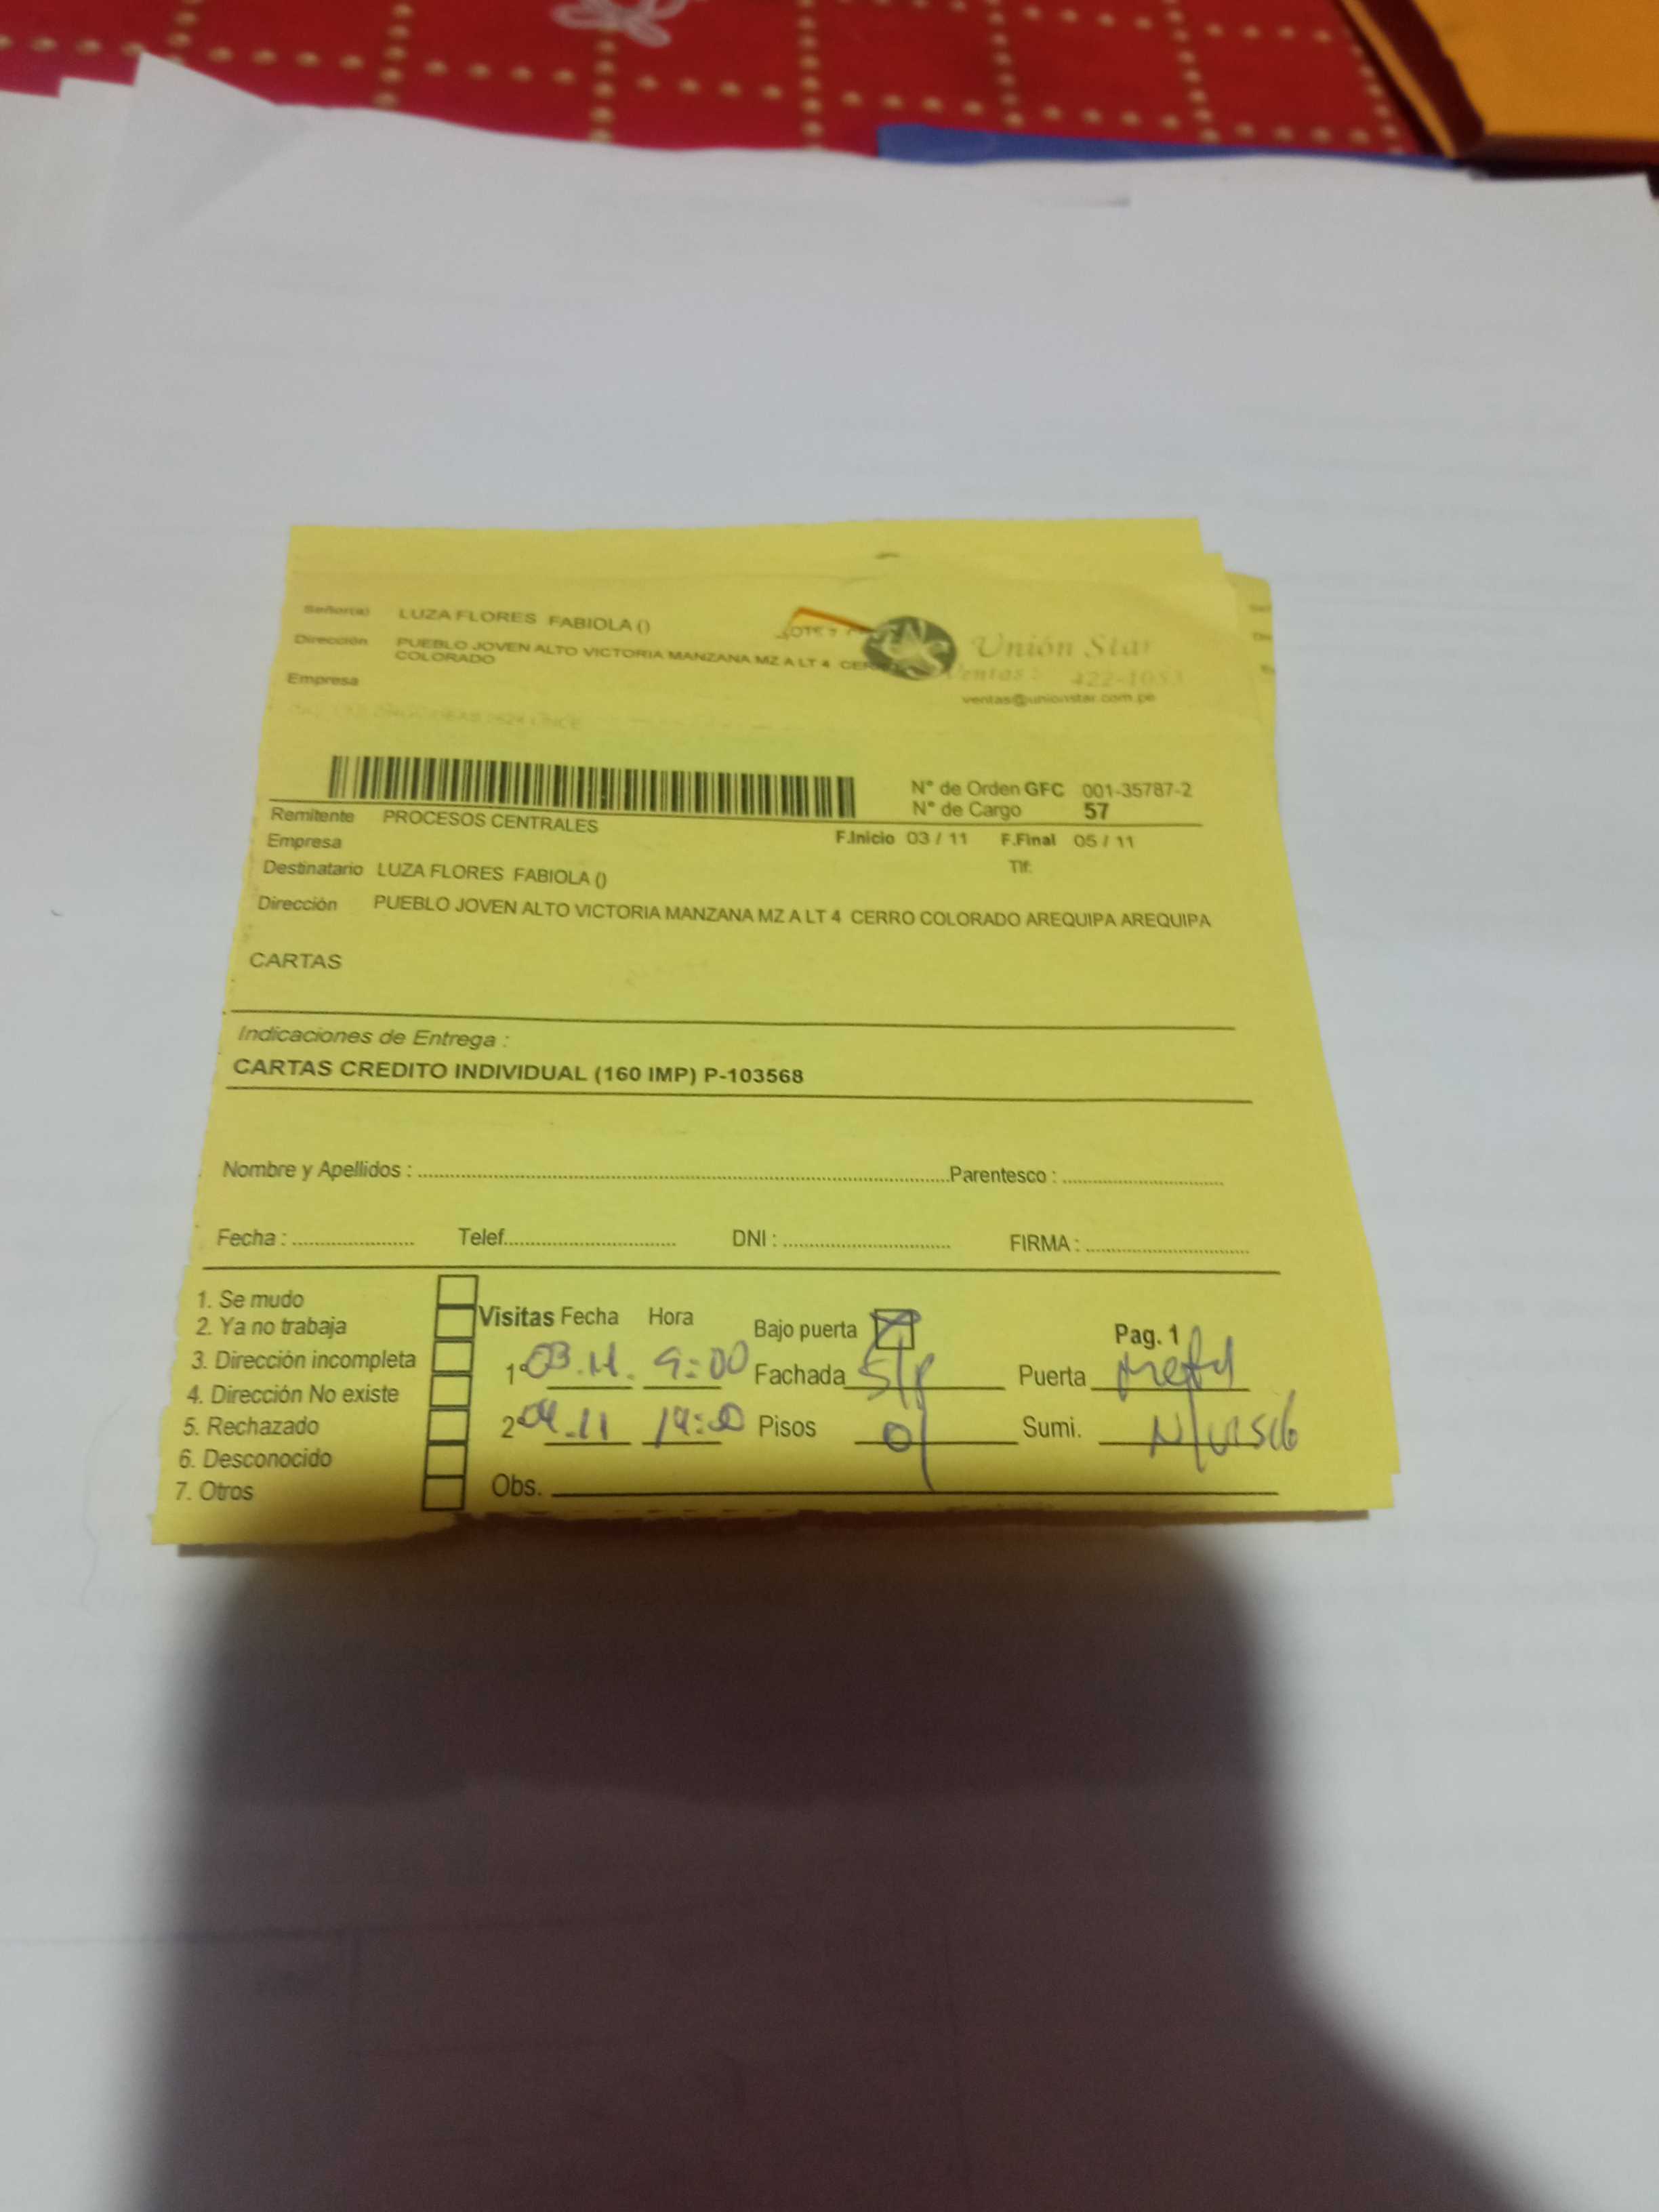 Señor(a) LUZA FLORES FABIOLA ()
Dirección PUEBLO JOVEN ALTO VICTORIA MANZANA MZ A LT 4
COLORADO
Empresa
Unión Star
Ventas: 422-1083
ventas@unionstar.com.pe
N° de Orden GFC 001-35787-2
N° de Cargo 57
Remitente PROCESOS CENTRALES
Empresa
F.Inicio 03 / 11 F.Final 05 / 11
Destinatario LUZA FLORES FABIOLA ()
Tlf:
Dirección PUEBLO JOVEN ALTO VICTORIA MANZANA MZ A LT 4 CERRO COLORADO AREQUIPA AREQUIPA
CARTAS
Indicaciones de Entrega :
CARTAS CREDITO INDIVIDUAL (160 IMP) P-103568
Nombre y Apellidos : Parentesco :
Fecha : Telef. DNI : FIRMA :
1. Se mudo
2. Ya no trabaja
3. Dirección incompleta
4. Dirección No existe
5. Rechazado
6. Desconocido
7. Otros
Visitas Fecha Hora Bajo puerta Pag. 1
1° 03.11. 9:00 Fachada S/P Puerta metal
2° 04.11 14:00 Pisos 01 Sumi.
Obs.